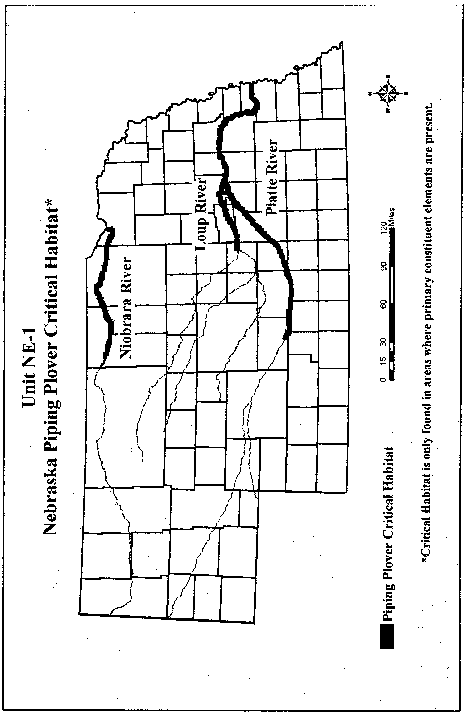 Unit NE-1
Nebraska Piping Plover Critical Habitat*
Niobrara River
Loup River
Platte River
0 15 30 60 90 120 Miles
Piping Plover Critical Habitat
*Critical Habitat is only found in areas where primary constituent elements are present.